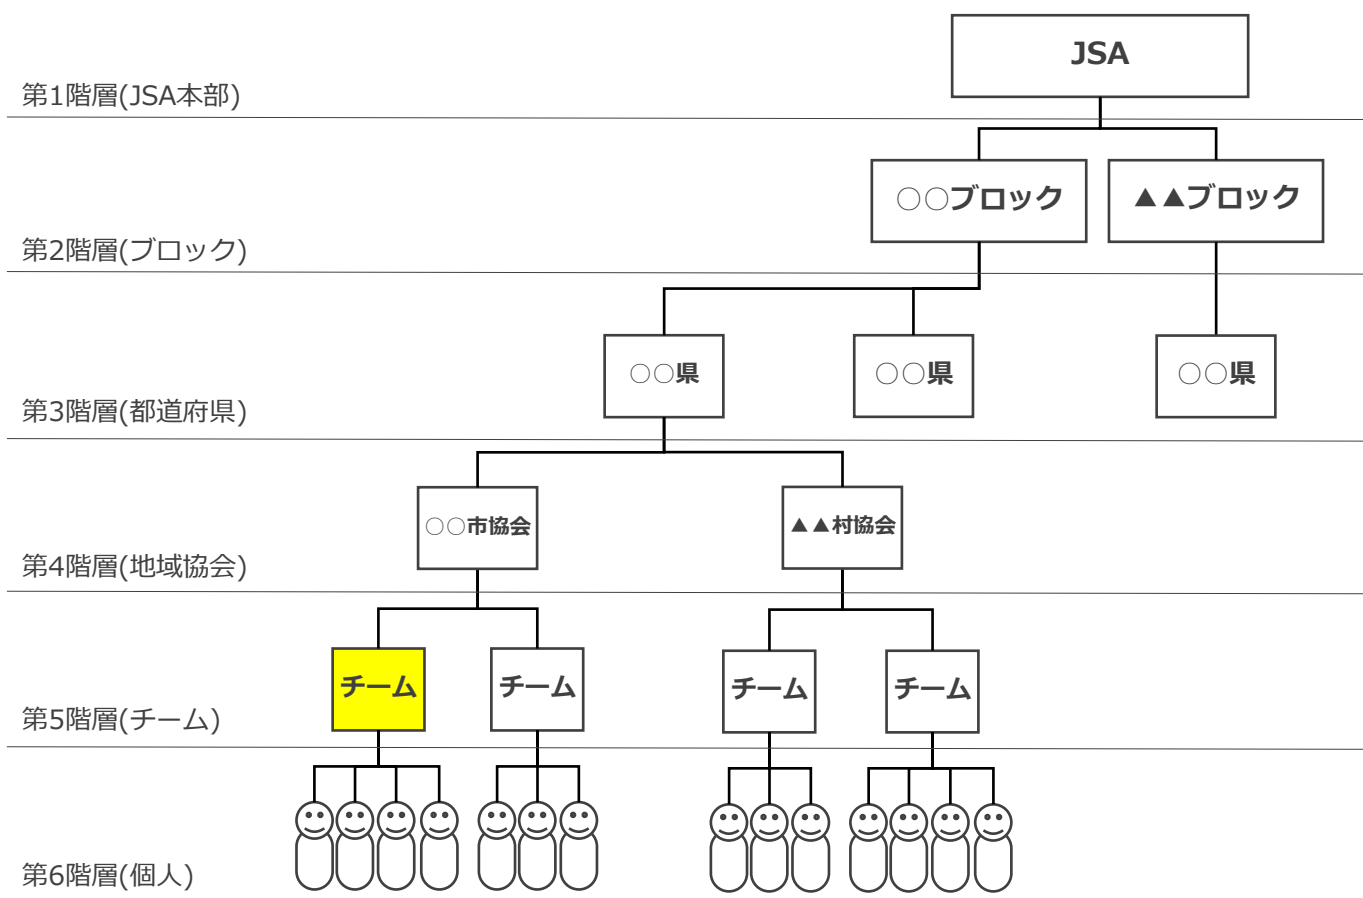 JSA
第1階層(JSA本部)
○○ブロック
▲▲ブロック
第2階層(ブロック)
○○県
○○県
○○県
第3階層(都道府県)
○○市協会
▲▲村協会
第4階層(地域協会)
チーム
チーム
チーム
チーム
第5階層(チーム)
第6階層(個人)